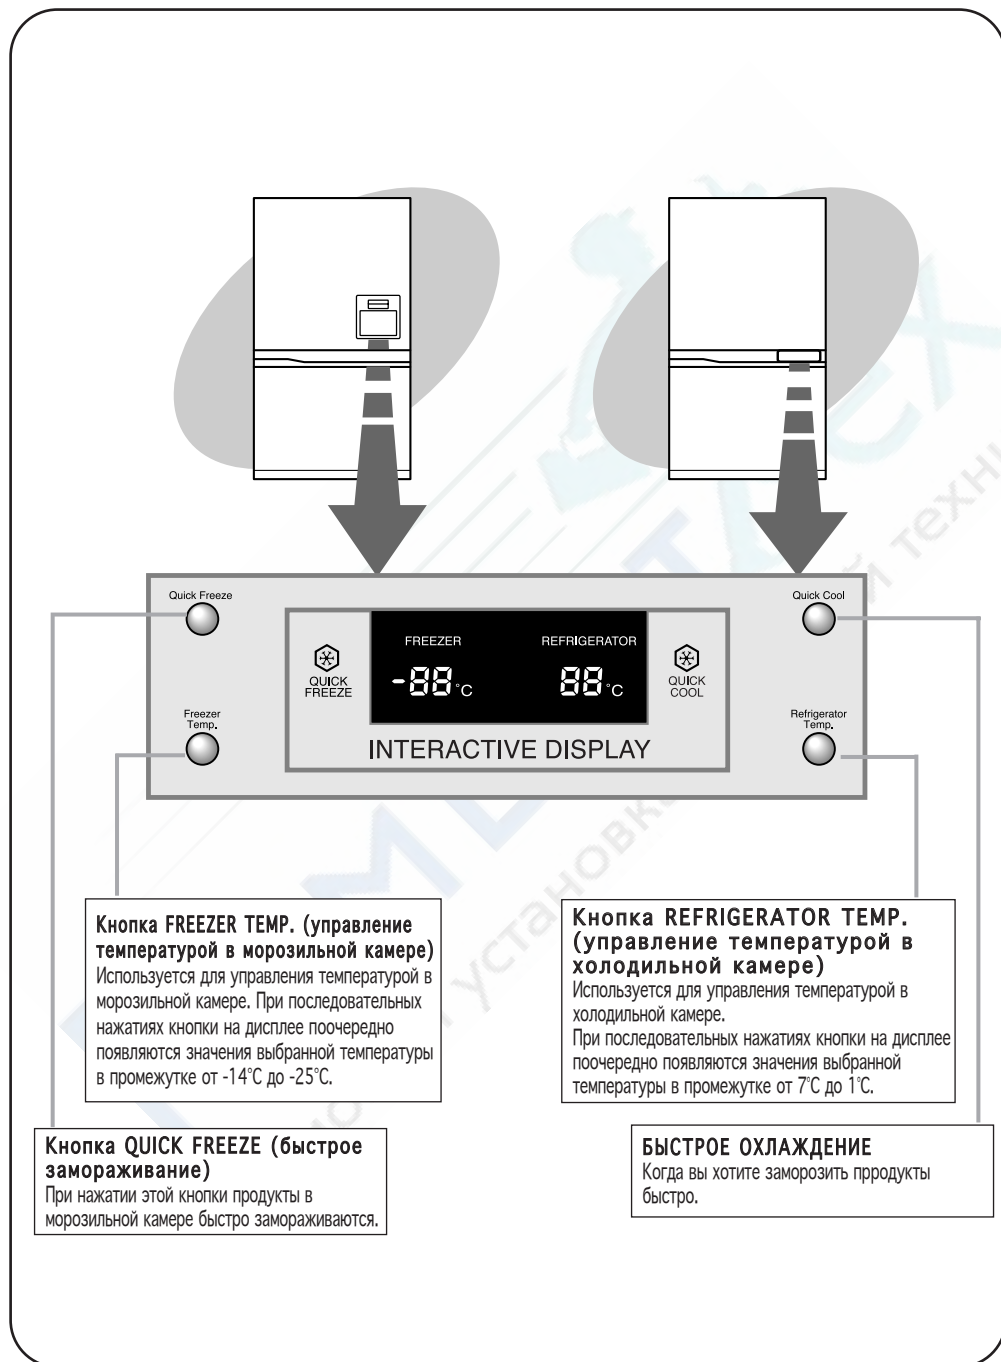 Quick Freeze
Quick Cool
FREEZER
REFRIGERATOR
QUICK
FREEZE
-88°C
88°C
QUICK
COOL
Freezer
Temp.
Refrigerator
Temp.
INTERACTIVE DISPLAY
Кнопка FREEZER TEMP. (управление
температурой в морозильной камере)
Используется для управления температурой в
морозильной камере. При последовательных
нажатиях кнопки на дисплее поочередно
появляются значения выбранной температуры
в промежутке от -14°C до -25°C.
Кнопка REFRIGERATOR TEMP.
(управление температурой в
холодильной камере)
Используется для управления температурой в
холодильной камере.
При последовательных нажатиях кнопки на дисплее
поочередно появляются значения выбранной
температуры в промежутке от 7°C до 1°C.
Кнопка QUICK FREEZE (быстрое
замораживание)
При нажатии этой кнопки продукты в
морозильной камере быстро замораживаются.
БЫСТРОЕ ОХЛАЖДЕНИЕ
Когда вы хотите заморозить прродукты
быстро.